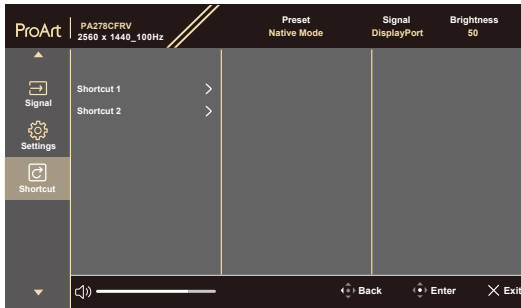 ProArt
PA278CFRV
2560 x 1440_100Hz
Preset
Native Mode
Signal
DisplayPort
Brightness
50
Signal
Settings
Shortcut
Shortcut 1
Shortcut 2
Back
Enter
Exit